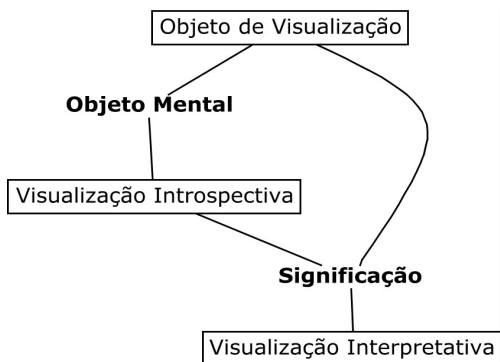 Objeto de Visualização
Objeto Mental
Visualização Introspectiva
Significação
Visualização Interpretativa